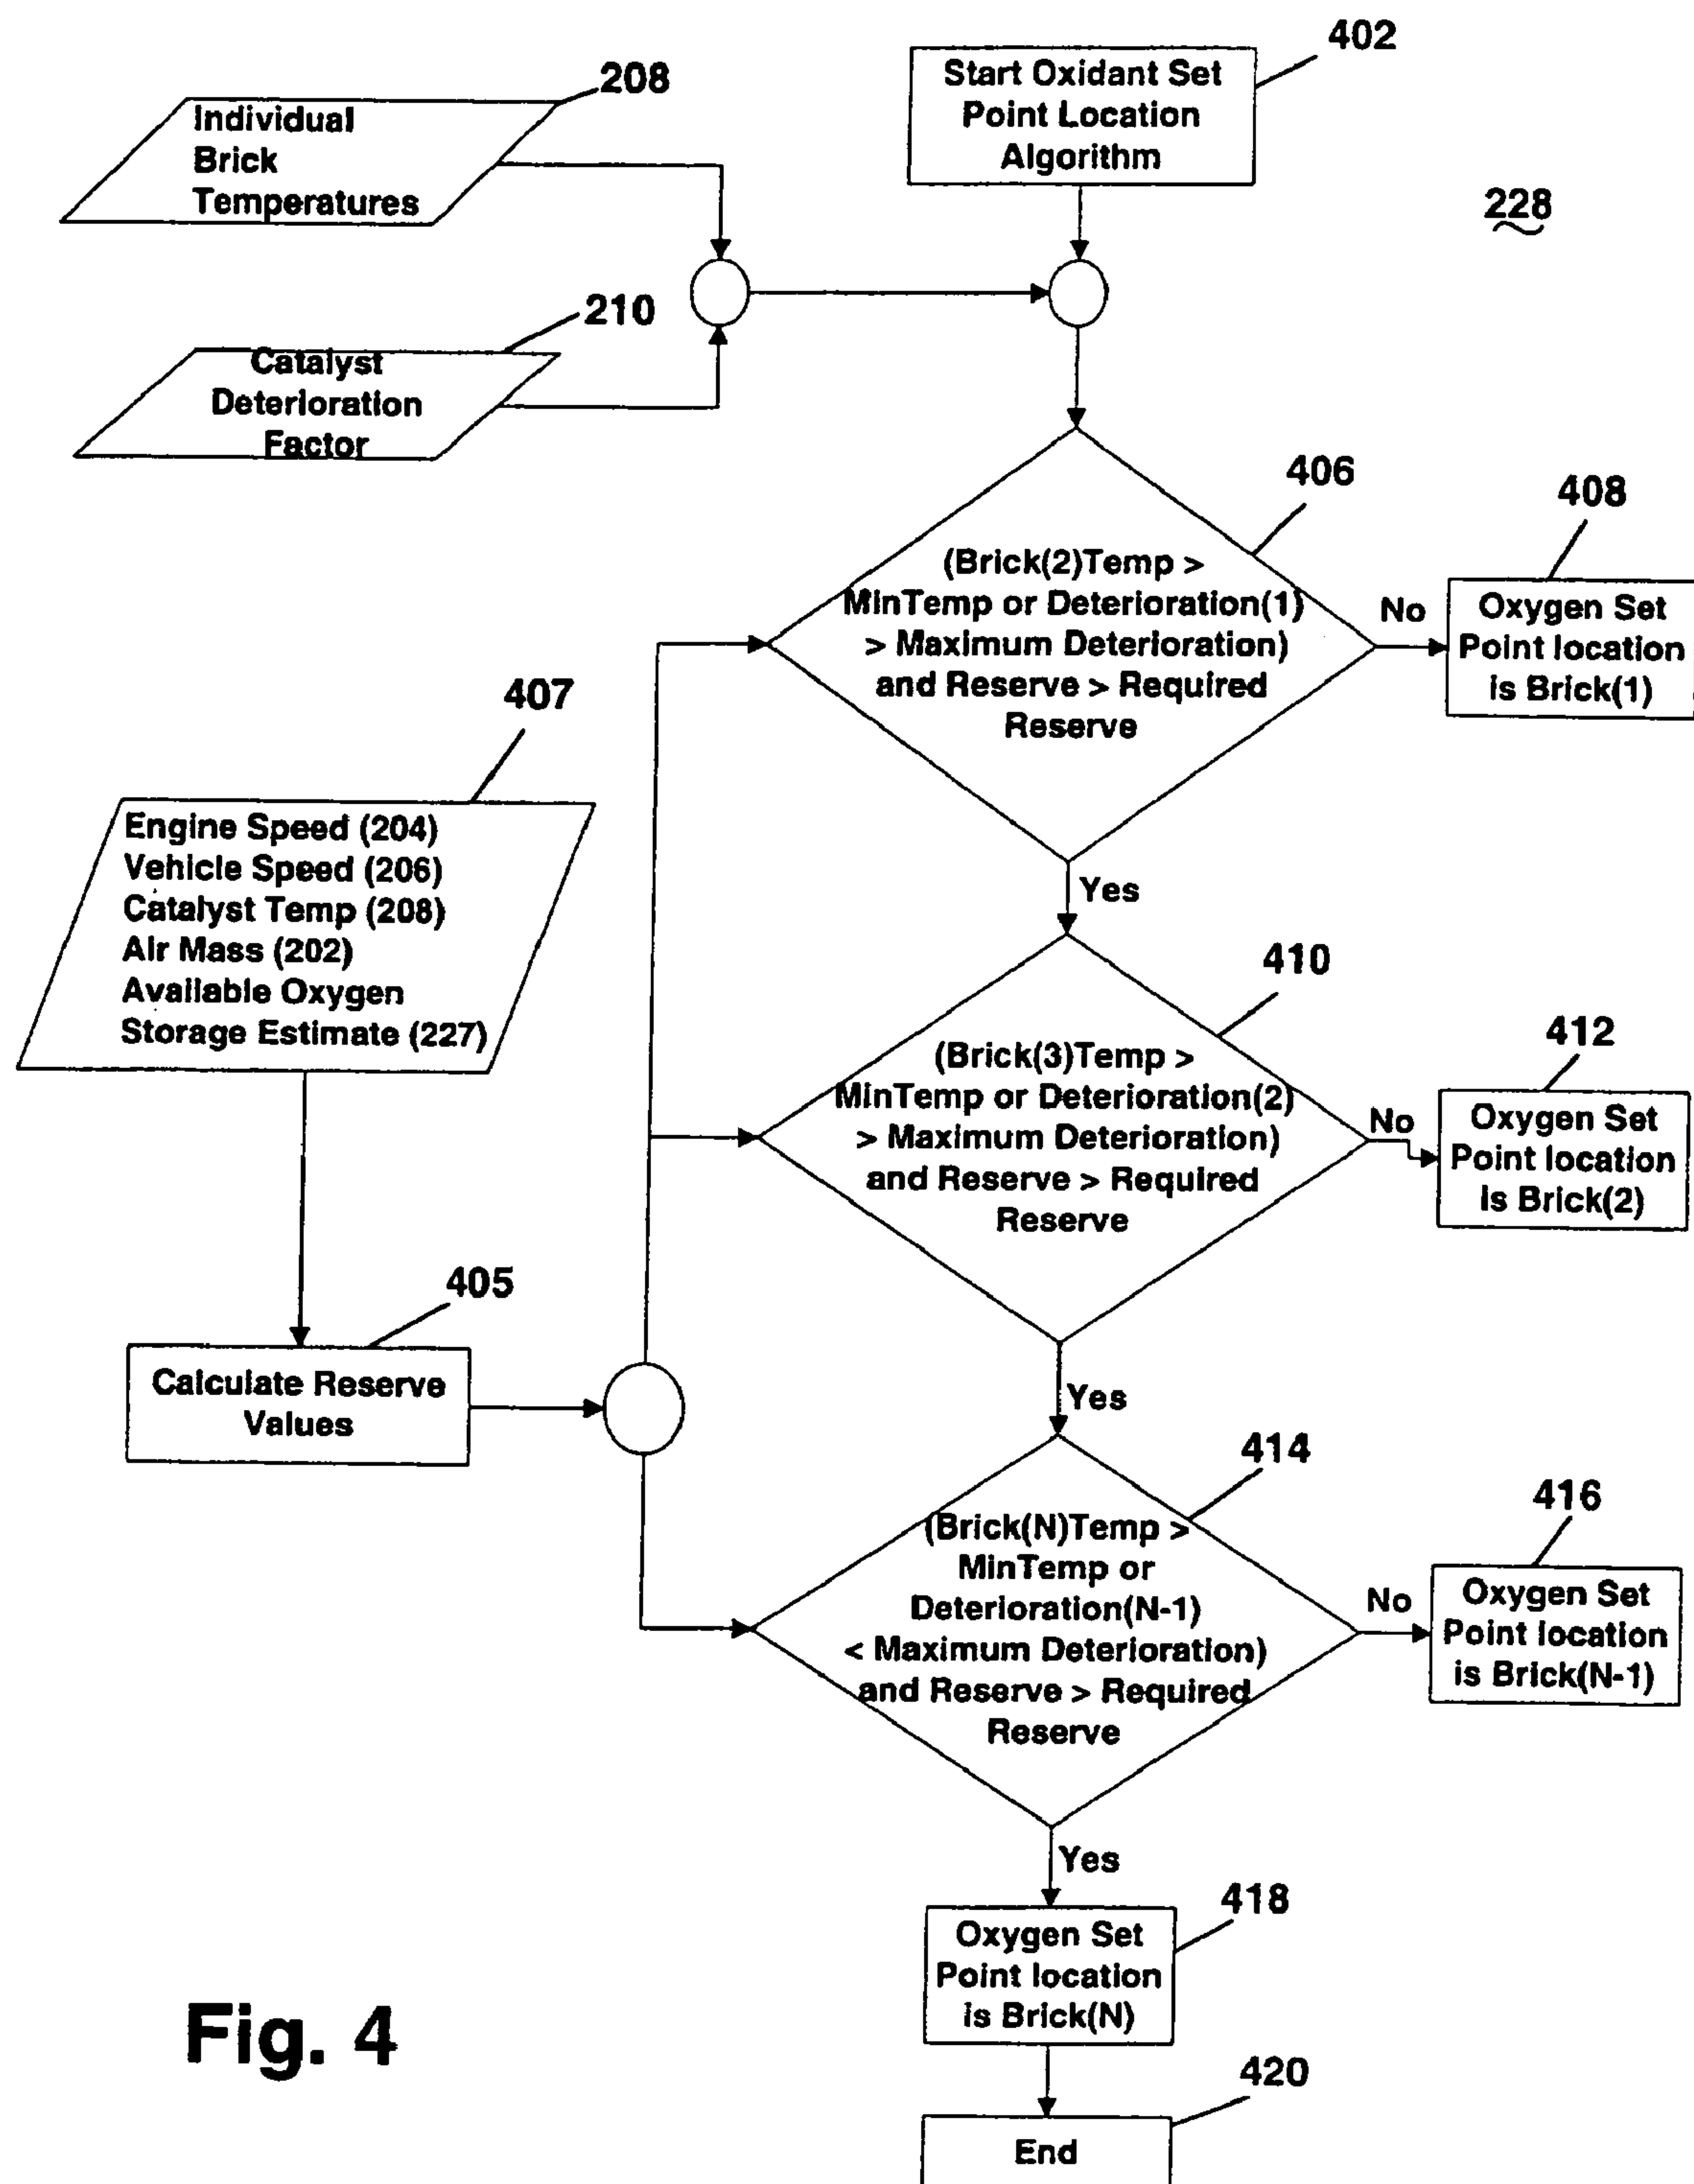 402
Start Oxidant Set
Point Location
Algorithm
208
Individual
Brick
Temperatures
228
210
Catalyst
Deterioration
Factor
406
408
(Brick(2)Temp >
MinTemp or Deterioration(1)
> Maximum Deterioration)
and Reserve > Required
Reserve
No
Oxygen Set
Point location
is Brick(1)
407
Engine Speed (204)
Vehicle Speed (206)
Catalyst Temp (208)
Air Mass (202)
Available Oxygen
Storage Estimate (227)
Yes
410
412
(Brick(3)Temp >
MinTemp or Deterioration(2)
> Maximum Deterioration)
and Reserve > Required
Reserve
No
Oxygen Set
Point location
is Brick(2)
405
Calculate Reserve
Values
Yes
414
416
(Brick(N)Temp >
MinTemp or
Deterioration(N-1)
< Maximum Deterioration)
and Reserve > Required
Reserve
No
Oxygen Set
Point location
is Brick(N-1)
Yes
418
Oxygen Set
Point location
is Brick(N)
Fig. 4
420
End